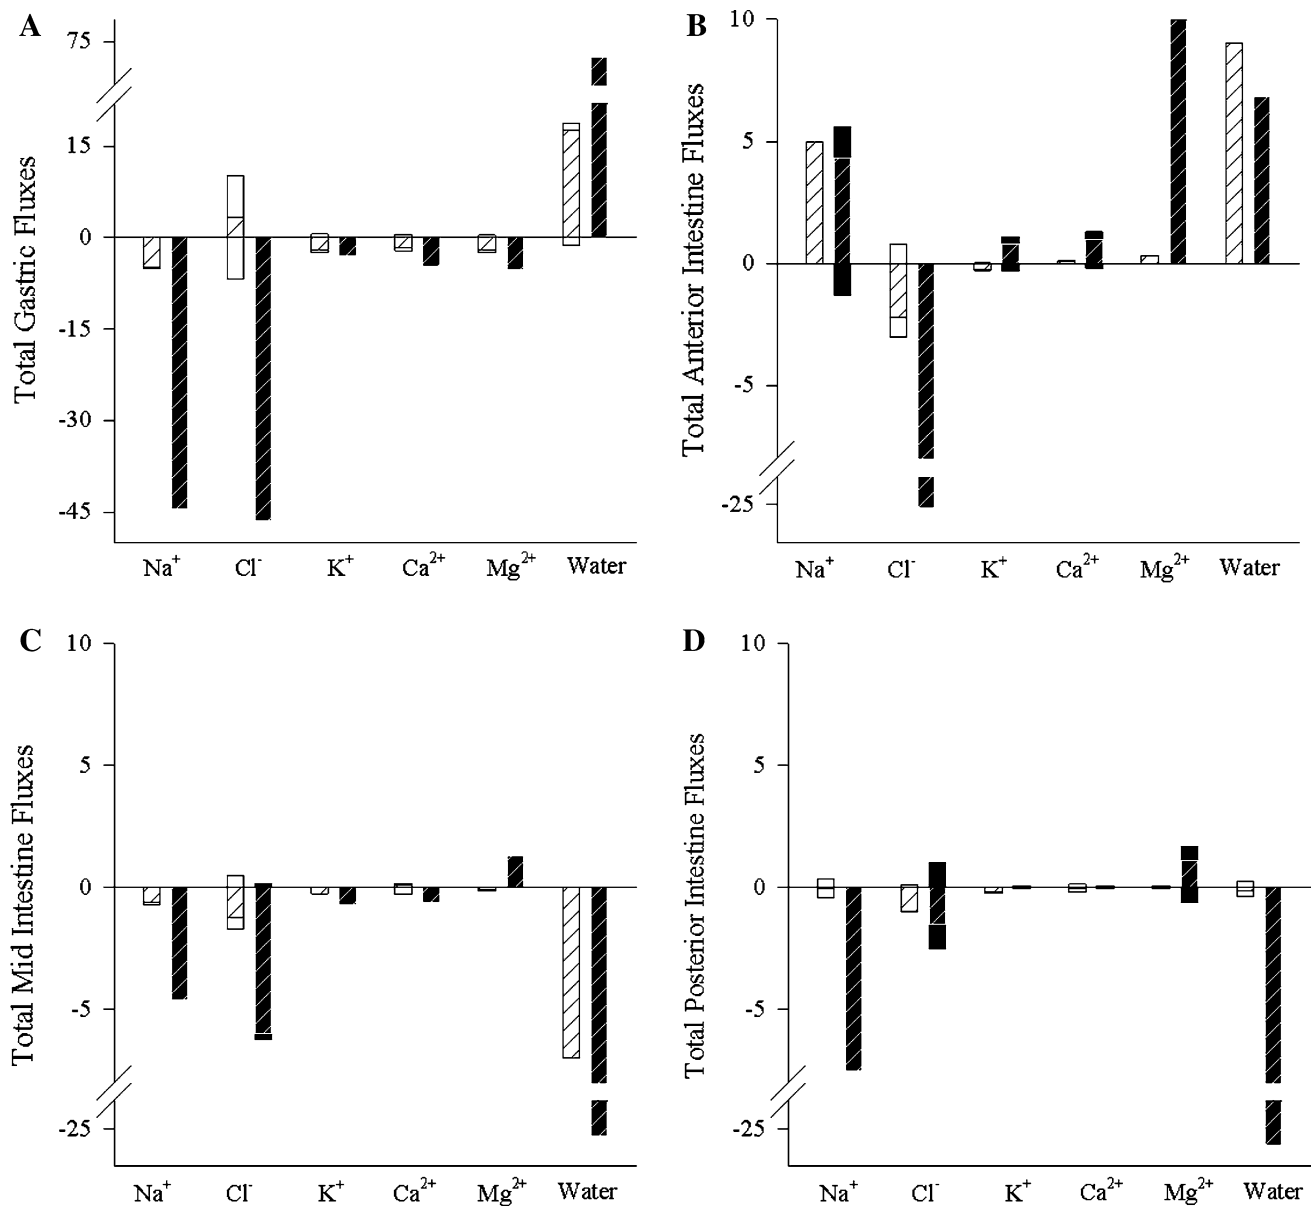 A
Total Gastric Fluxes
75
15
0
-15
-30
-45
Na+ Cl- K+ Ca2+ Mg2+ Water
B
Total Anterior Intestine Fluxes
10
5
0
-5
-25
Na+ Cl- K+ Ca2+ Mg2+ Water
C
Total Mid Intestine Fluxes
10
5
0
-5
-25
Na+ Cl- K+ Ca2+ Mg2+ Water
D
Total Posterior Intestine Fluxes
10
5
0
-5
-25
Na+ Cl- K+ Ca2+ Mg2+ Water